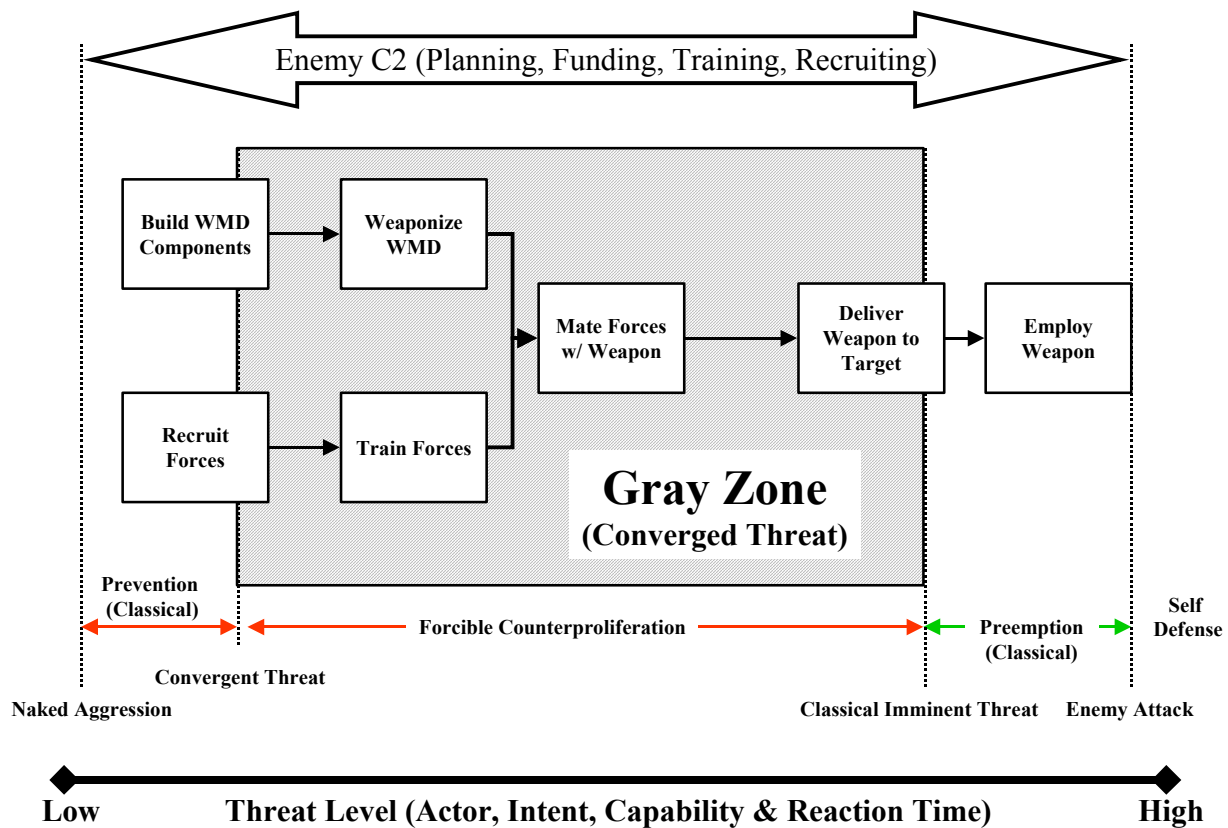 Enemy C2 (Planning, Funding, Training, Recruiting)
Build WMD
Components
Weaponize
WMD
Mate Forces
w/ Weapon
Deliver
Weapon to
Target
Employ
Weapon
Recruit
Forces
Train Forces
Gray Zone
(Converged Threat)
Prevention
(Classical)
Forcible Counterproliferation
Preemption
(Classical)
Self
Defense
Convergent Threat
Naked Aggression
Classical Imminent Threat
Enemy Attack
Low
Threat Level (Actor, Intent, Capability & Reaction Time)
High